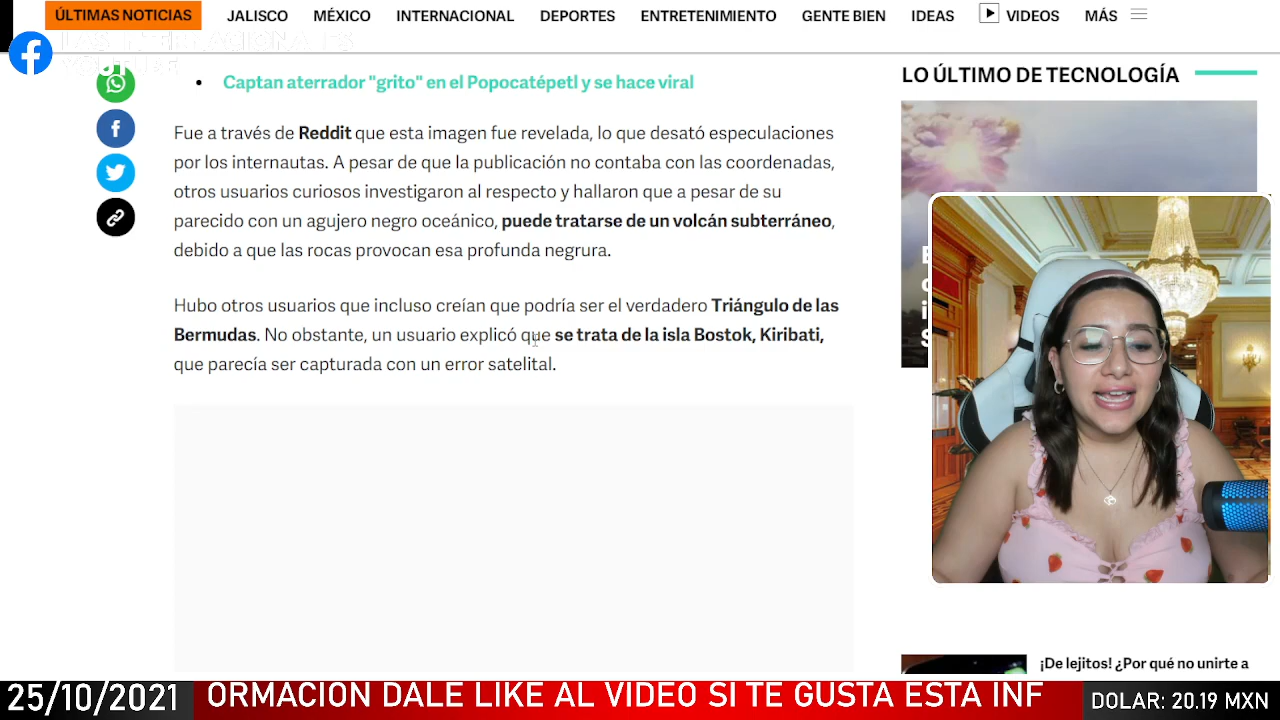 ÚLTIMAS NOTICIAS JALISCO MÉXICO INTERNACIONAL DEPORTES ENTRETENIMIENTO GENTE BIEN IDEAS VIDEOS MÁS
LAS INTERNACIONALES
YOUTUBE
Captan aterrador "grito" en el Popocatépetl y se hace viral
Fue a través de Reddit que esta imagen fue revelada, lo que desató especulaciones
por los internautas. A pesar de que la publicación no contaba con las coordenadas,
otros usuarios curiosos investigaron al respecto y hallaron que a pesar de su
parecido con un agujero negro oceánico, puede tratarse de un volcán subterráneo,
debido a que las rocas provocan esa profunda negrura.
Hubo otros usuarios que incluso creían que podría ser el verdadero Triángulo de las
Bermudas. No obstante, un usuario explicó que se trata de la isla Bostok, Kiribati,
que parecía ser capturada con un error satelital.
LO ÚLTIMO DE TECNOLOGÍA
¡De lejitos! ¿Por qué no unirte a
25/10/2021 ORMACION DALE LIKE AL VIDEO SI TE GUSTA ESTA INF DOLAR: 20.19 MXN